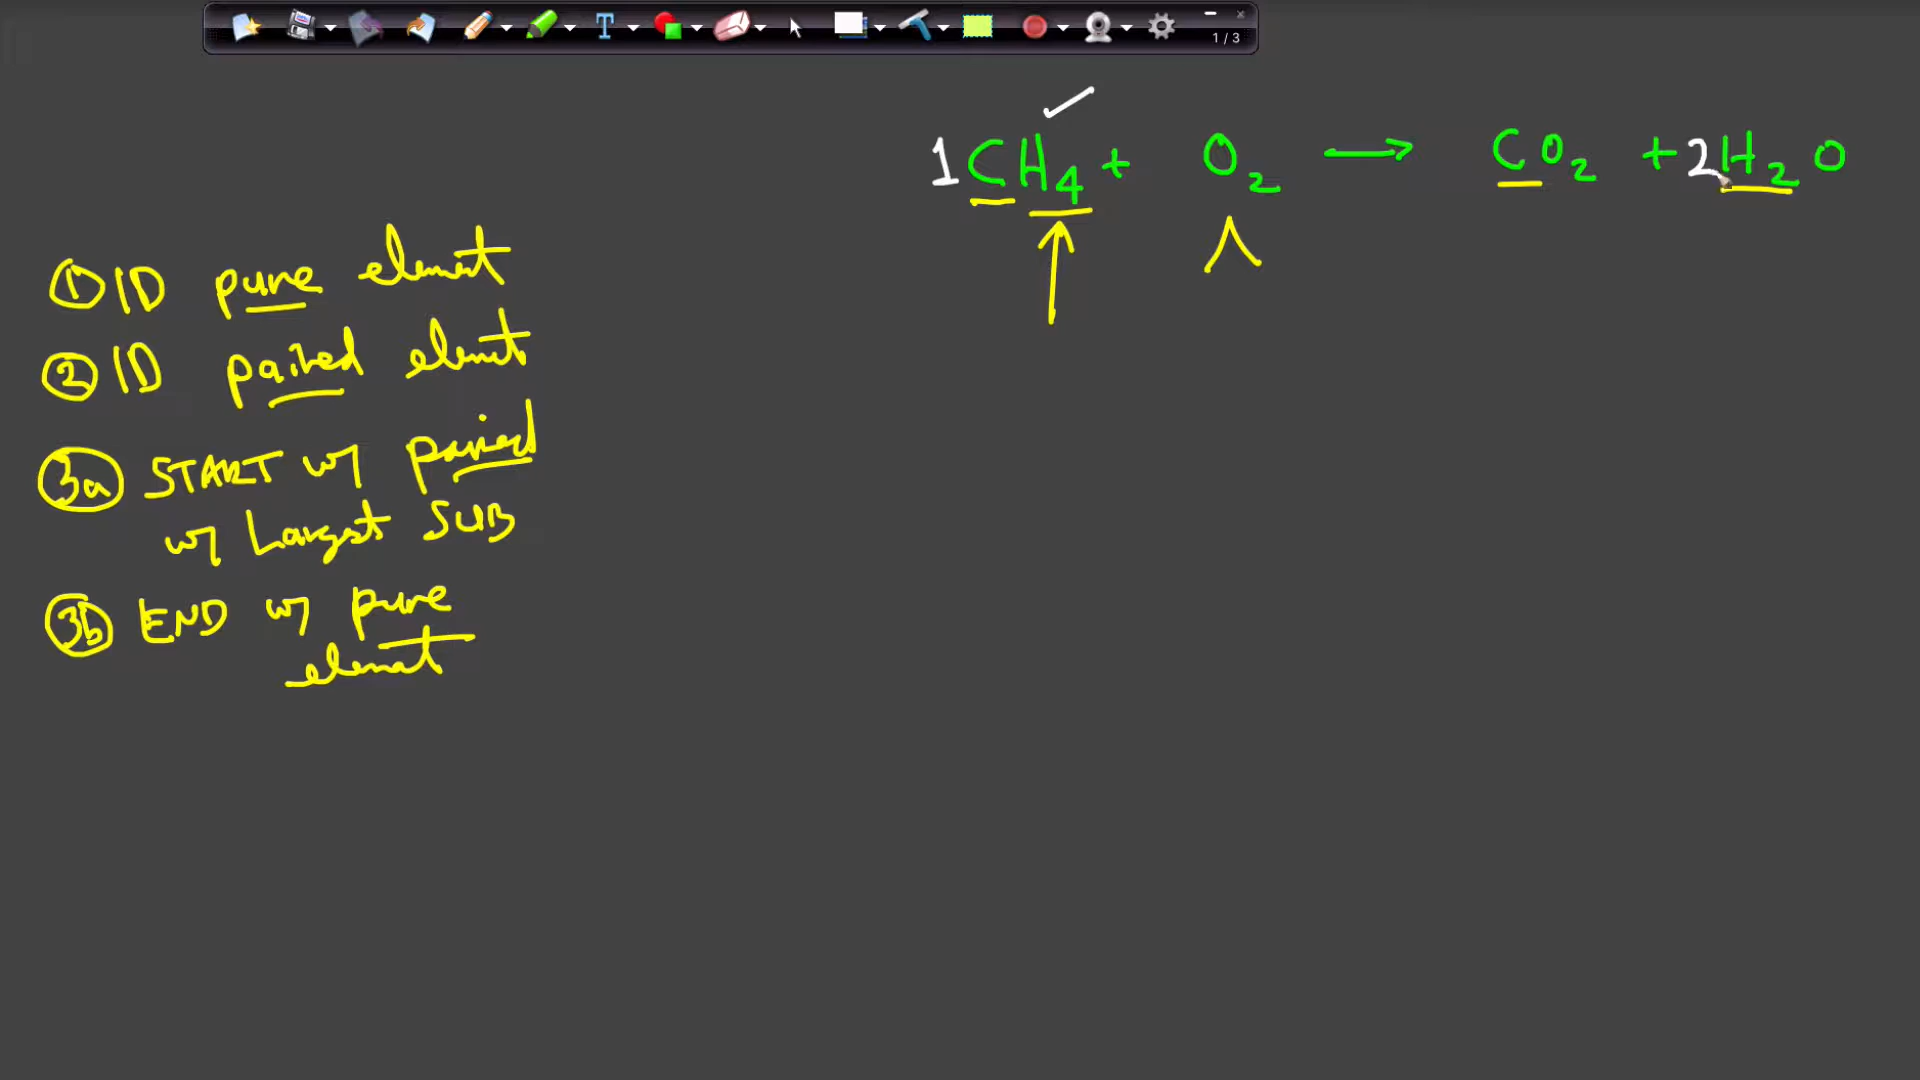 1 / 3
1CH₄ + O₂ → CO₂ + 2H₂O
① ID pure element
② ID paired element
③a START w/ paired
w/ Largest SUB
③b END w/ pure
element